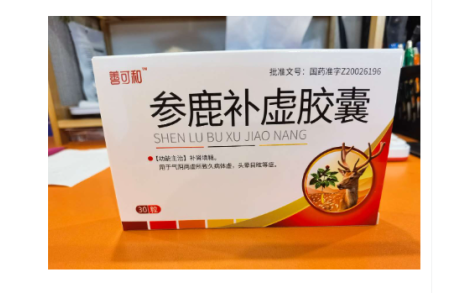 善可和™
批准文号：国药准字Z20026196
参鹿补虚胶囊
SHEN LU BU XU JIAO NANG
【功能主治】补肾填精。
用于气阴两虚所致久病体虚，头晕目眩等症。
30 粒